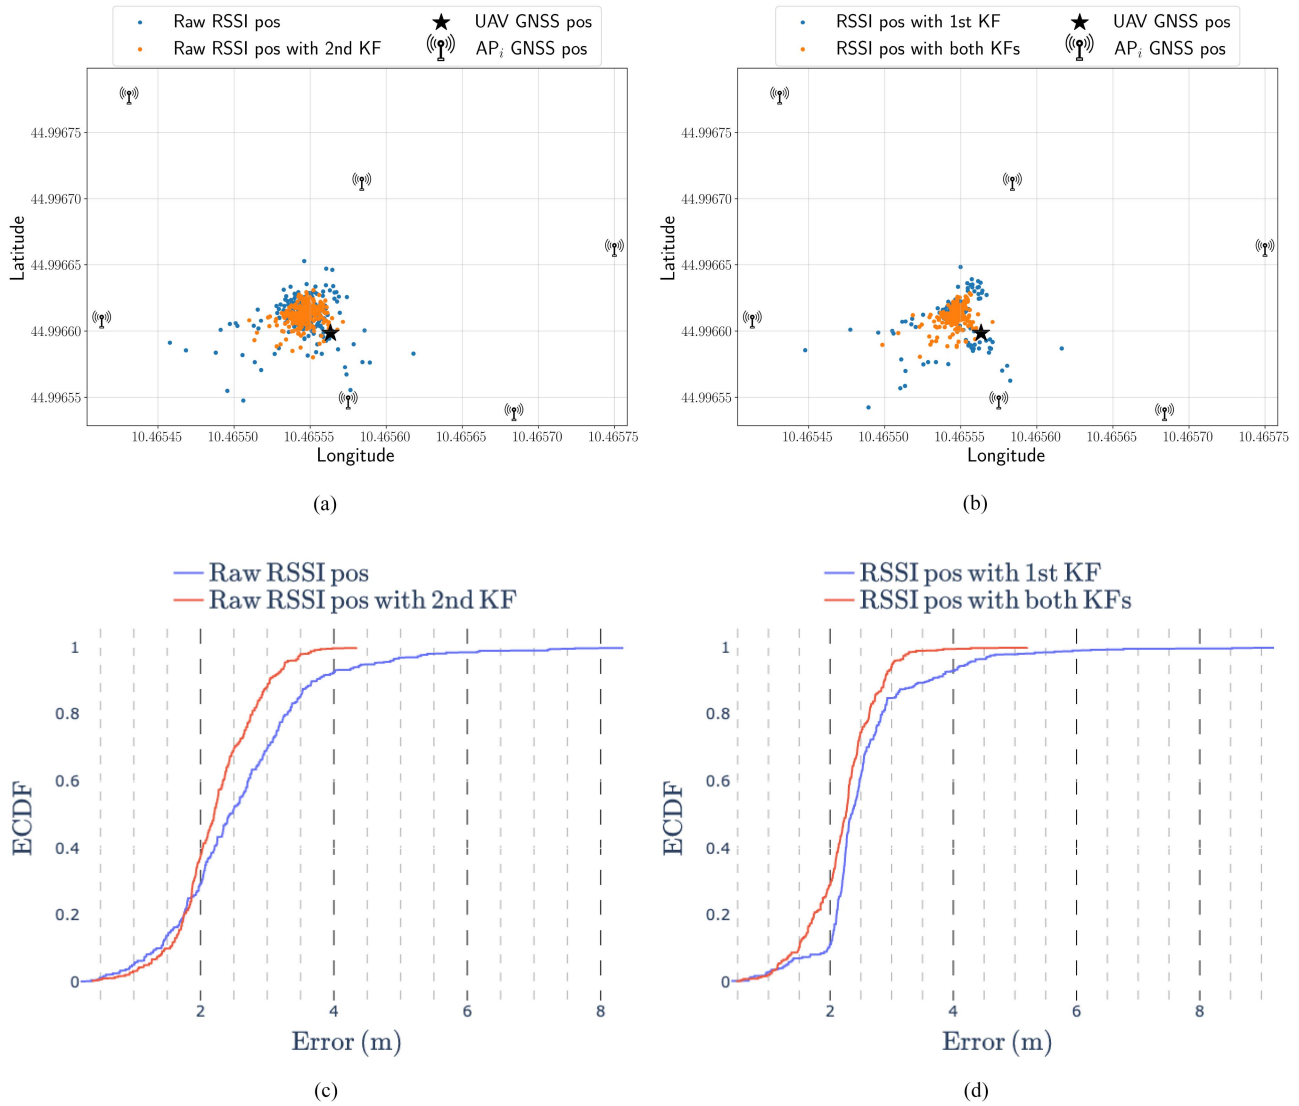 Raw RSSI pos
Raw RSSI pos with 2nd KF
UAV GNSS pos
APi GNSS pos
44.99675
44.99670
44.99665
44.99660
44.99655
Latitude
10.46545
10.46550
10.46555
10.46560
10.46565
10.46570
10.46575
Longitude
(a)
RSSI pos with 1st KF
RSSI pos with both KFs
UAV GNSS pos
APi GNSS pos
44.99675
44.99670
44.99665
44.99660
44.99655
Latitude
10.46545
10.46550
10.46555
10.46560
10.46565
10.46570
10.46575
Longitude
(b)
Raw RSSI pos
Raw RSSI pos with 2nd KF
1
0.8
0.6
0.4
0.2
0
ECDF
2
4
6
8
Error (m)
(c)
RSSI pos with 1st KF
RSSI pos with both KFs
1
0.8
0.6
0.4
0.2
0
ECDF
2
4
6
8
Error (m)
(d)